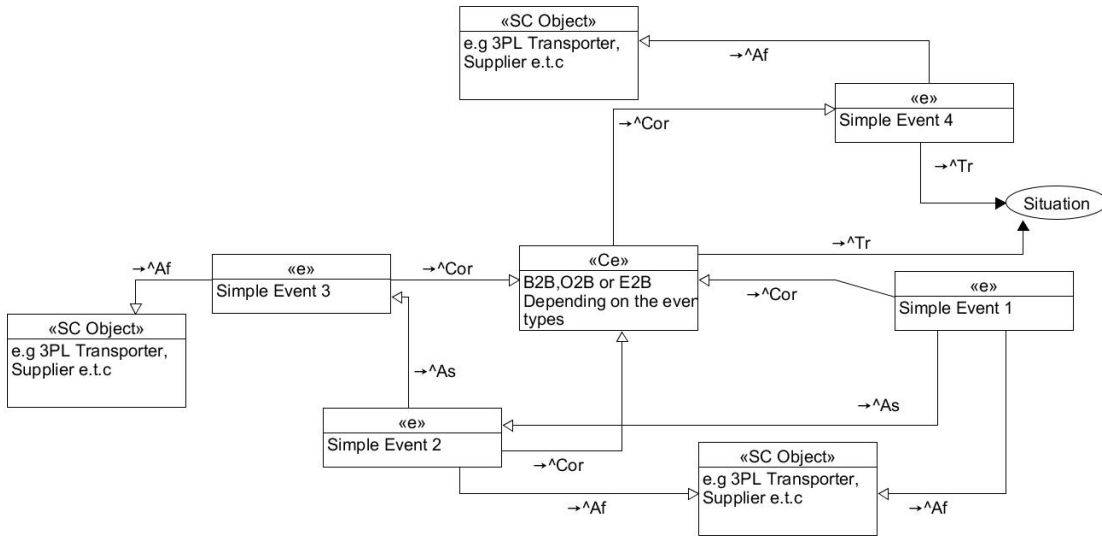 «SC Object»
e.g 3PL Transporter,
Supplier e.t.c
→^Af
«e»
Simple Event 4
→^Cor
→^Tr
Situation
→^Tr
«Ce»
B2B,O2B or E2B
Depending on the ever
types
→^Af
«e»
Simple Event 3
→^Cor
→^Cor
«e»
Simple Event 1
«SC Object»
e.g 3PL Transporter,
Supplier e.t.c
→^As
→^As
«e»
Simple Event 2
→^Cor
«SC Object»
e.g 3PL Transporter,
Supplier e.t.c
→^Af
→^Af